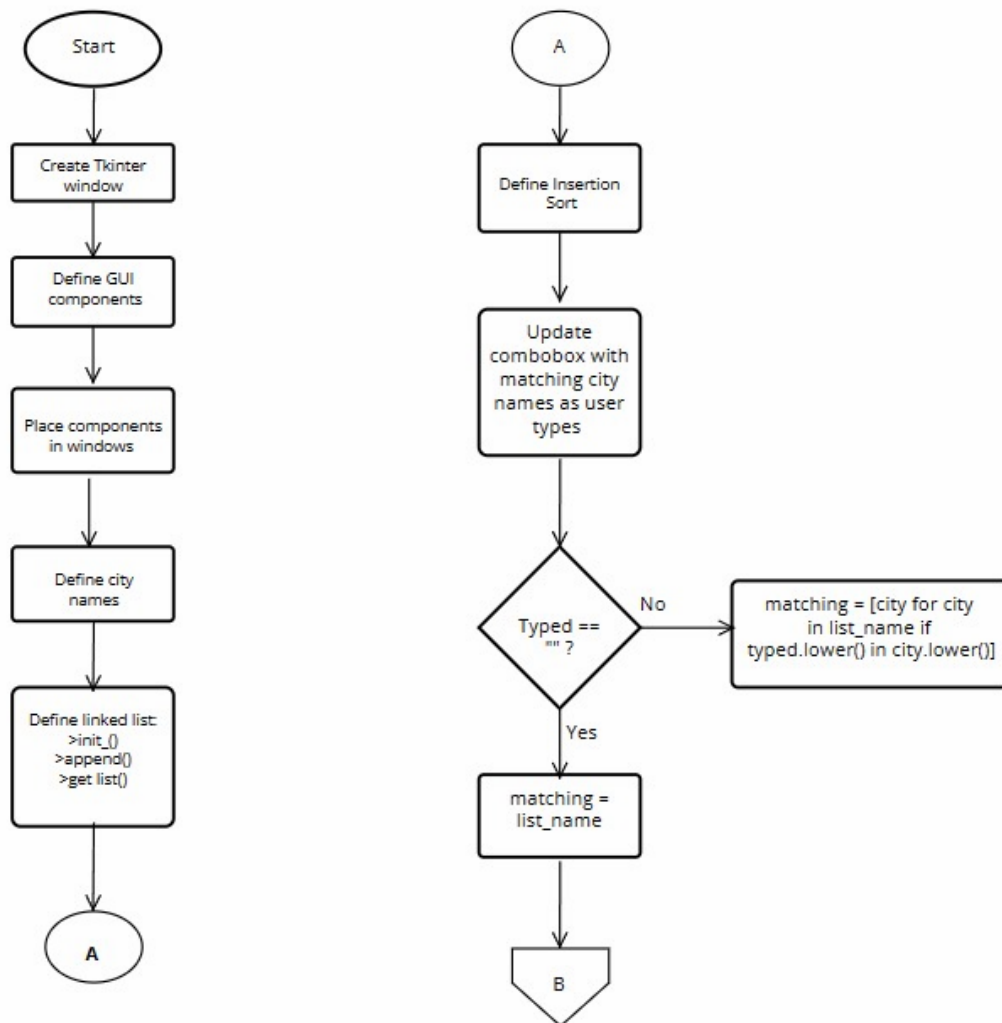 Start
Create Tkinter
window
Define GUI
components
Place components
in windows
Define city
names
Define linked list:
>init_()
>append()
>get list()
A
A
Define Insertion
Sort
Update
combobox with
matching city
names as user
types
Typed ==
"" ?
No
matching = [city for city
in list_name if
typed.lower() in city.lower()]
Yes
matching =
list_name
B